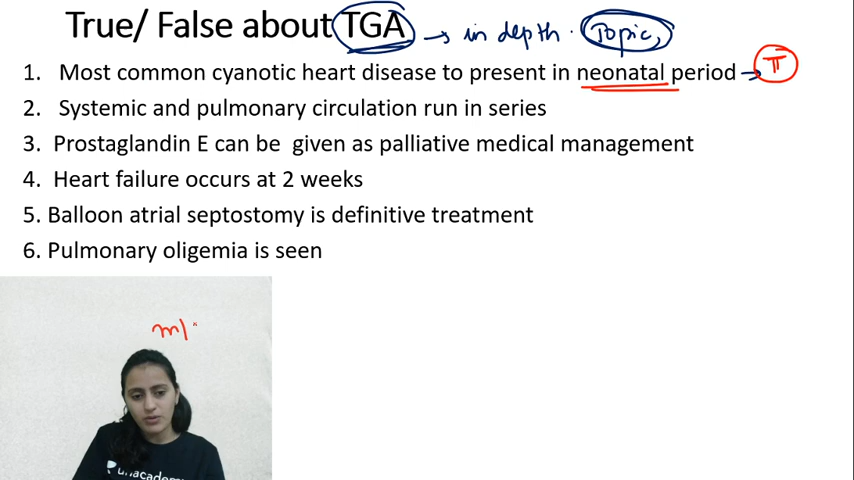 True/ False about TGA → in depth. Topic,
1. Most common cyanotic heart disease to present in neonatal period → T
2. Systemic and pulmonary circulation run in series
3. Prostaglandin E can be given as palliative medical management
4. Heart failure occurs at 2 weeks
5. Balloon atrial septostomy is definitive treatment
6. Pulmonary oligemia is seen
m/